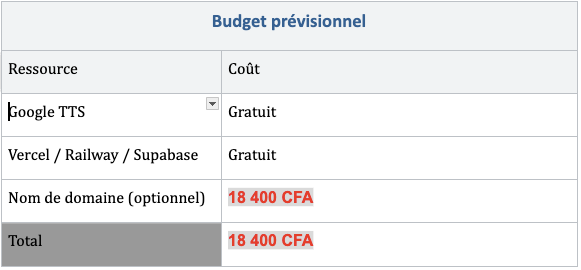 Budget prévisionnel
Ressource Coût
Google TTS Gratuit
Vercel / Railway / Supabase Gratuit
Nom de domaine (optionnel) 18 400 CFA
Total 18 400 CFA